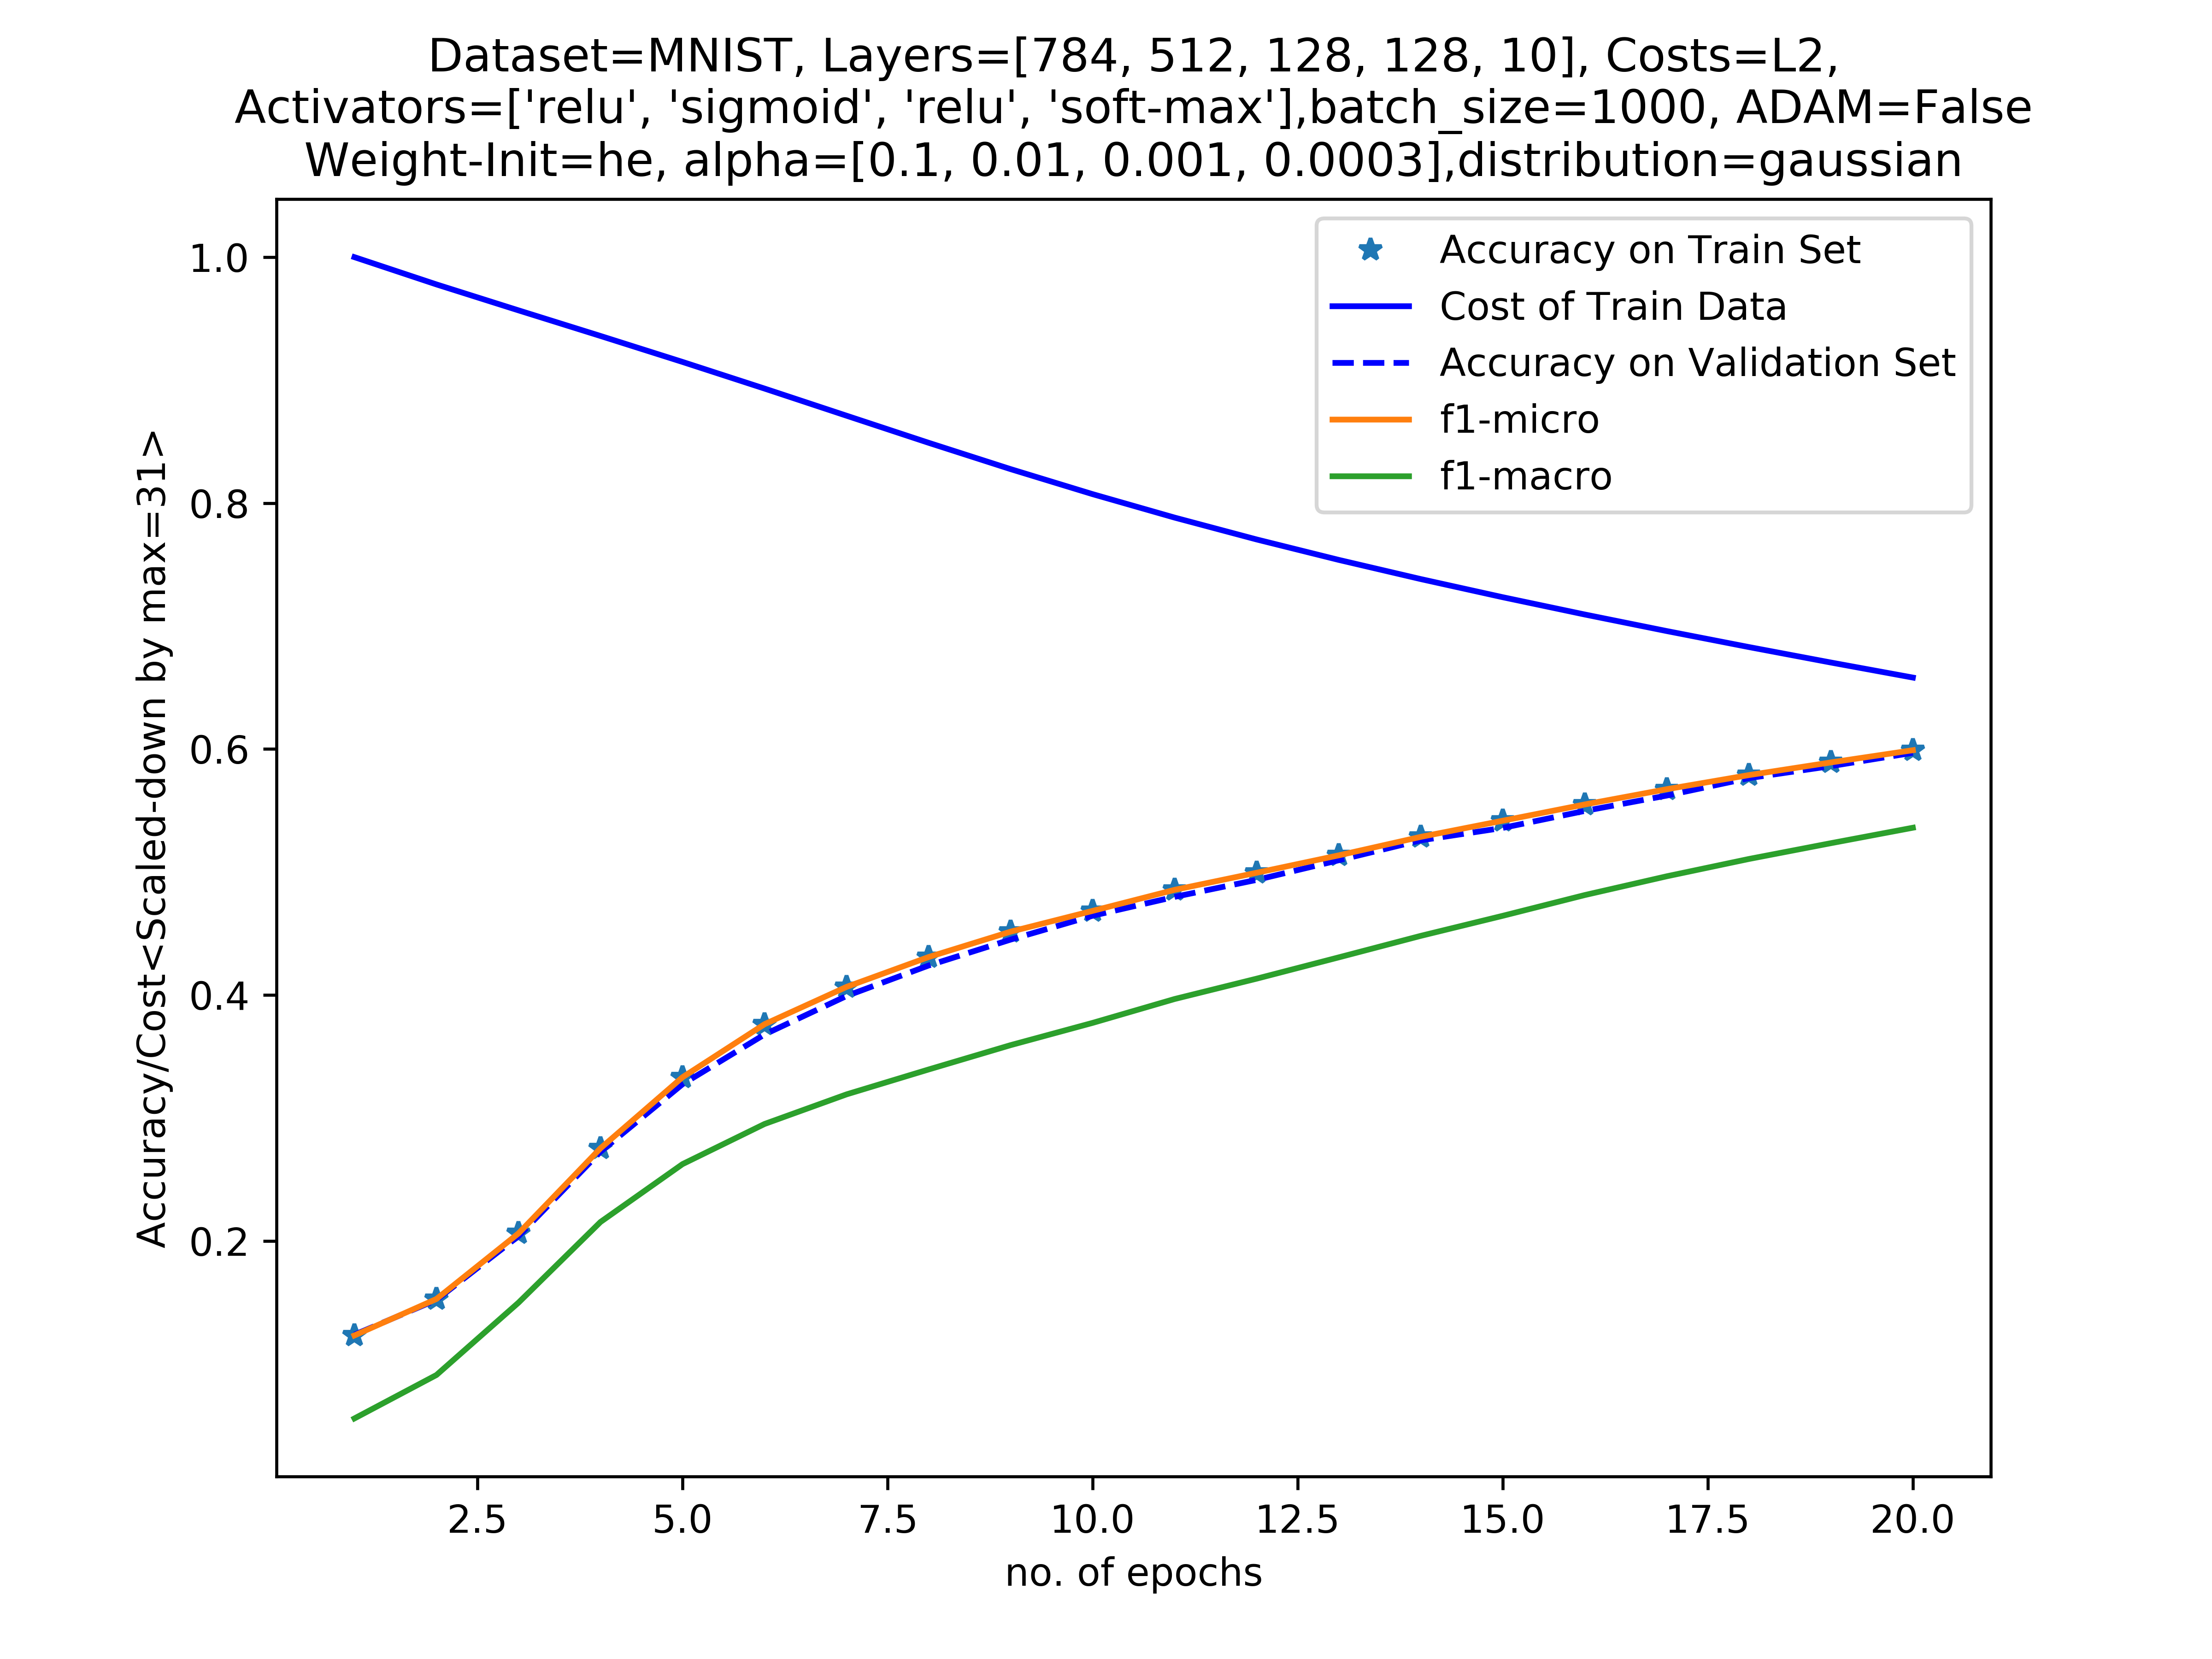 Dataset=MNIST, Layers=[784, 512, 128, 128, 10], Costs=L2,
Activators=['relu', 'sigmoid', 'relu', 'soft-max'],batch_size=1000, ADAM=False
Weight-Init=he, alpha=[0.1, 0.01, 0.001, 0.0003],distribution=gaussian
Accuracy on Train Set
Cost of Train Data
Accuracy on Validation Set
f1-micro
f1-macro
Accuracy/Cost<Scaled-down by max=31>
1.0
0.8
0.6
0.4
0.2
2.5 5.0 7.5 10.0 12.5 15.0 17.5 20.0
no. of epochs